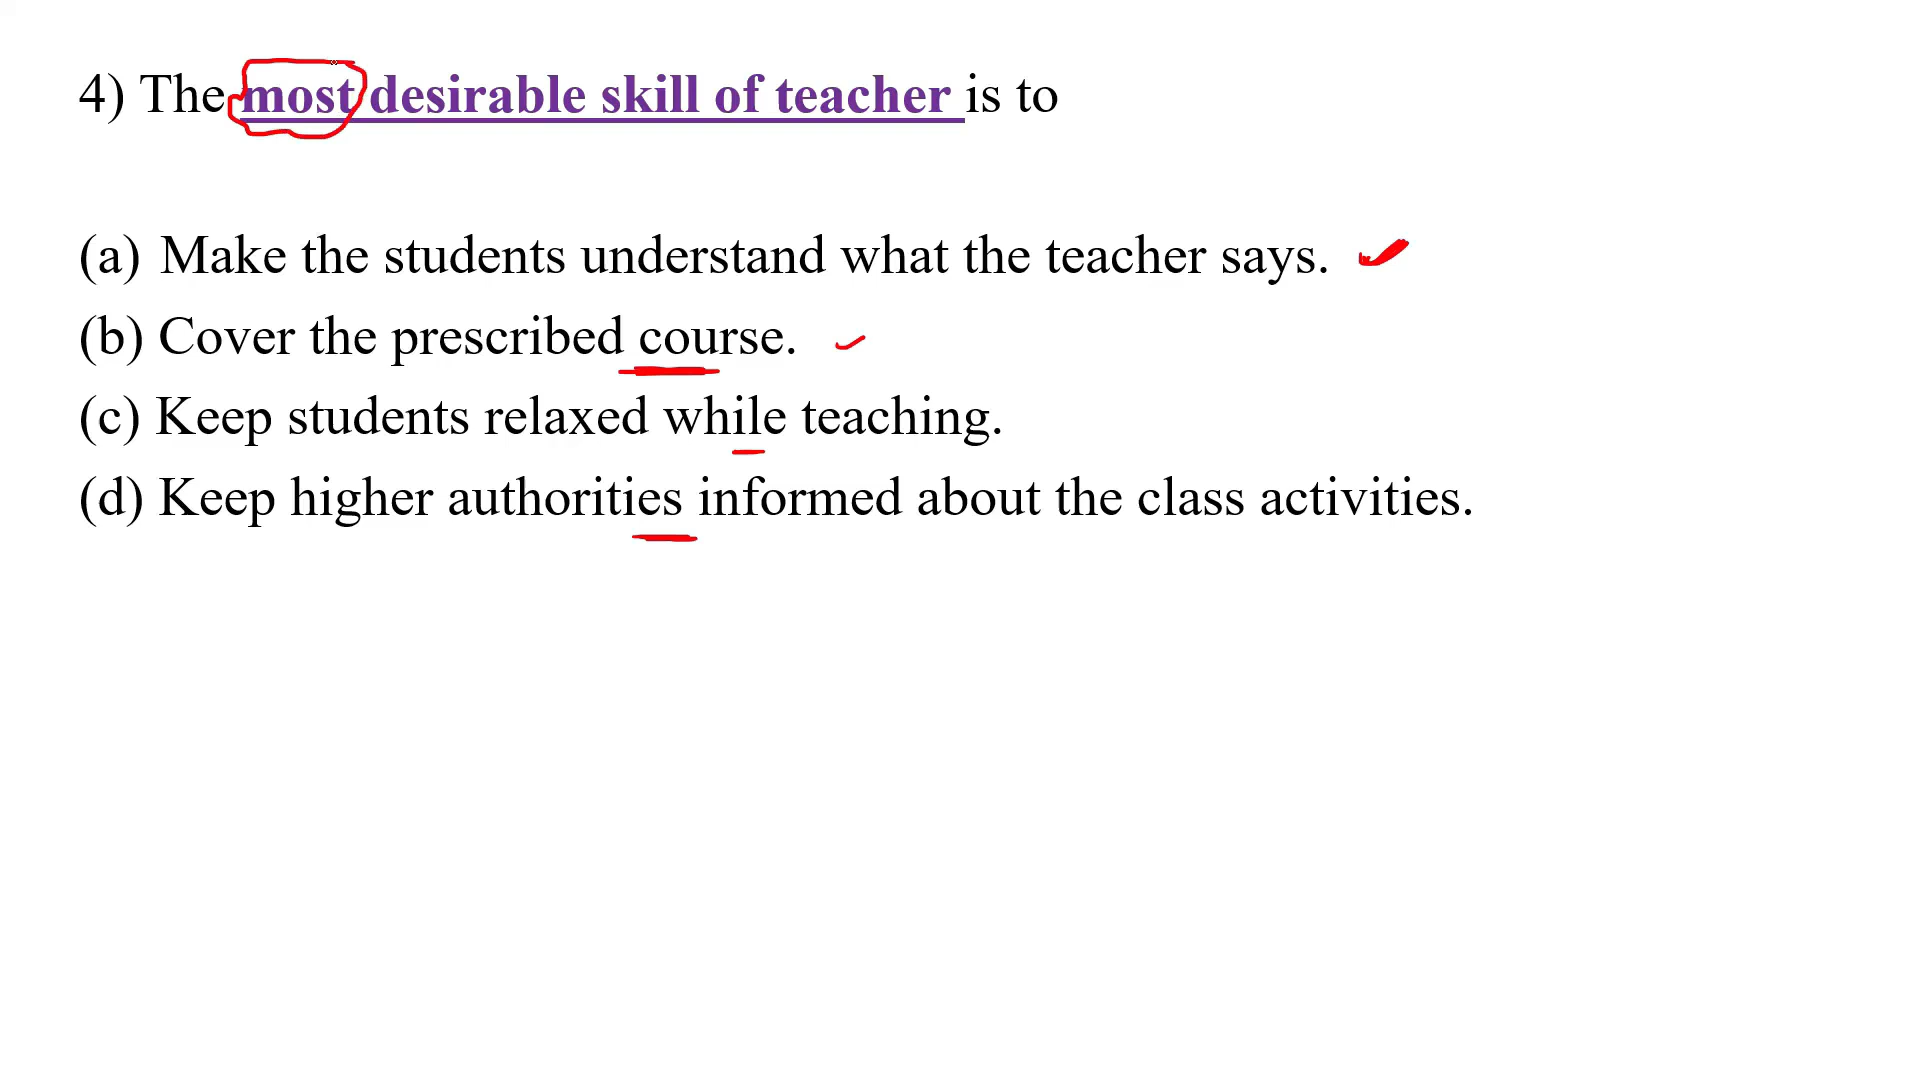 4) The most desirable skill of teacher is to
(a) Make the students understand what the teacher says.
(b) Cover the prescribed course.
(c) Keep students relaxed while teaching.
(d) Keep higher authorities informed about the class activities.